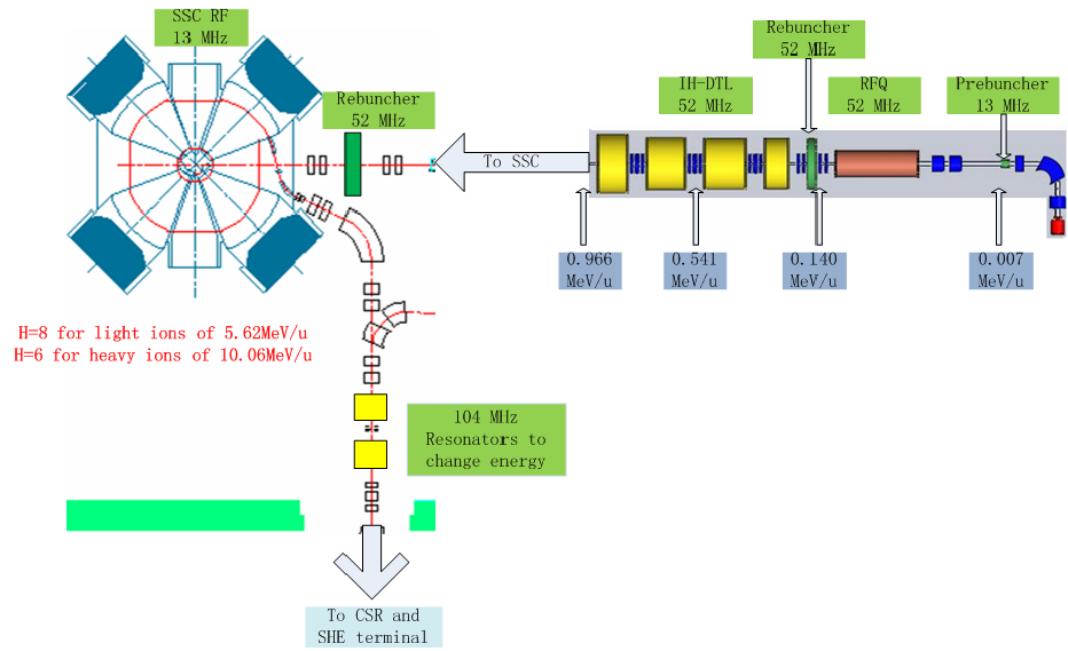 SSC RF
13 MHz
Rebuncher
52 MHz
To SSC
Rebuncher
52 MHz
IH-DTL
52 MHz
RFQ
52 MHz
Prebuncher
13 MHz
0.966
MeV/u
0.541
MeV/u
0.140
MeV/u
0.007
MeV/u
H=8 for light ions of 5.62MeV/u
H=6 for heavy ions of 10.06MeV/u
104 MHz
Resonators to
change energy
To CSR and
SHE terminal